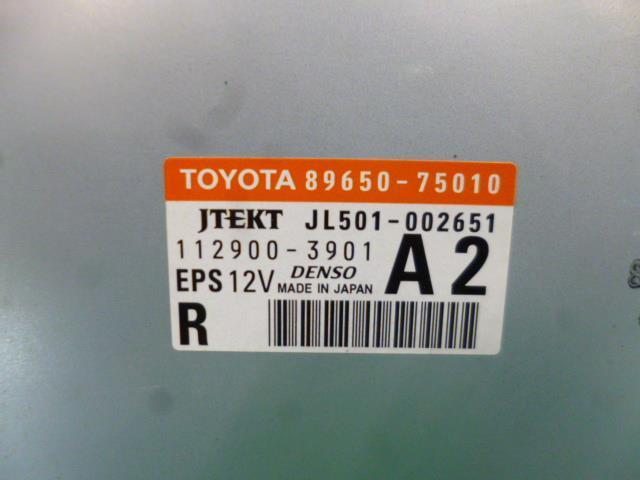 TOYOTA 89650-75010
JTEKT JL501-002651
112900-3901 A2
EPS 12V DENSO
MADE IN JAPAN
R